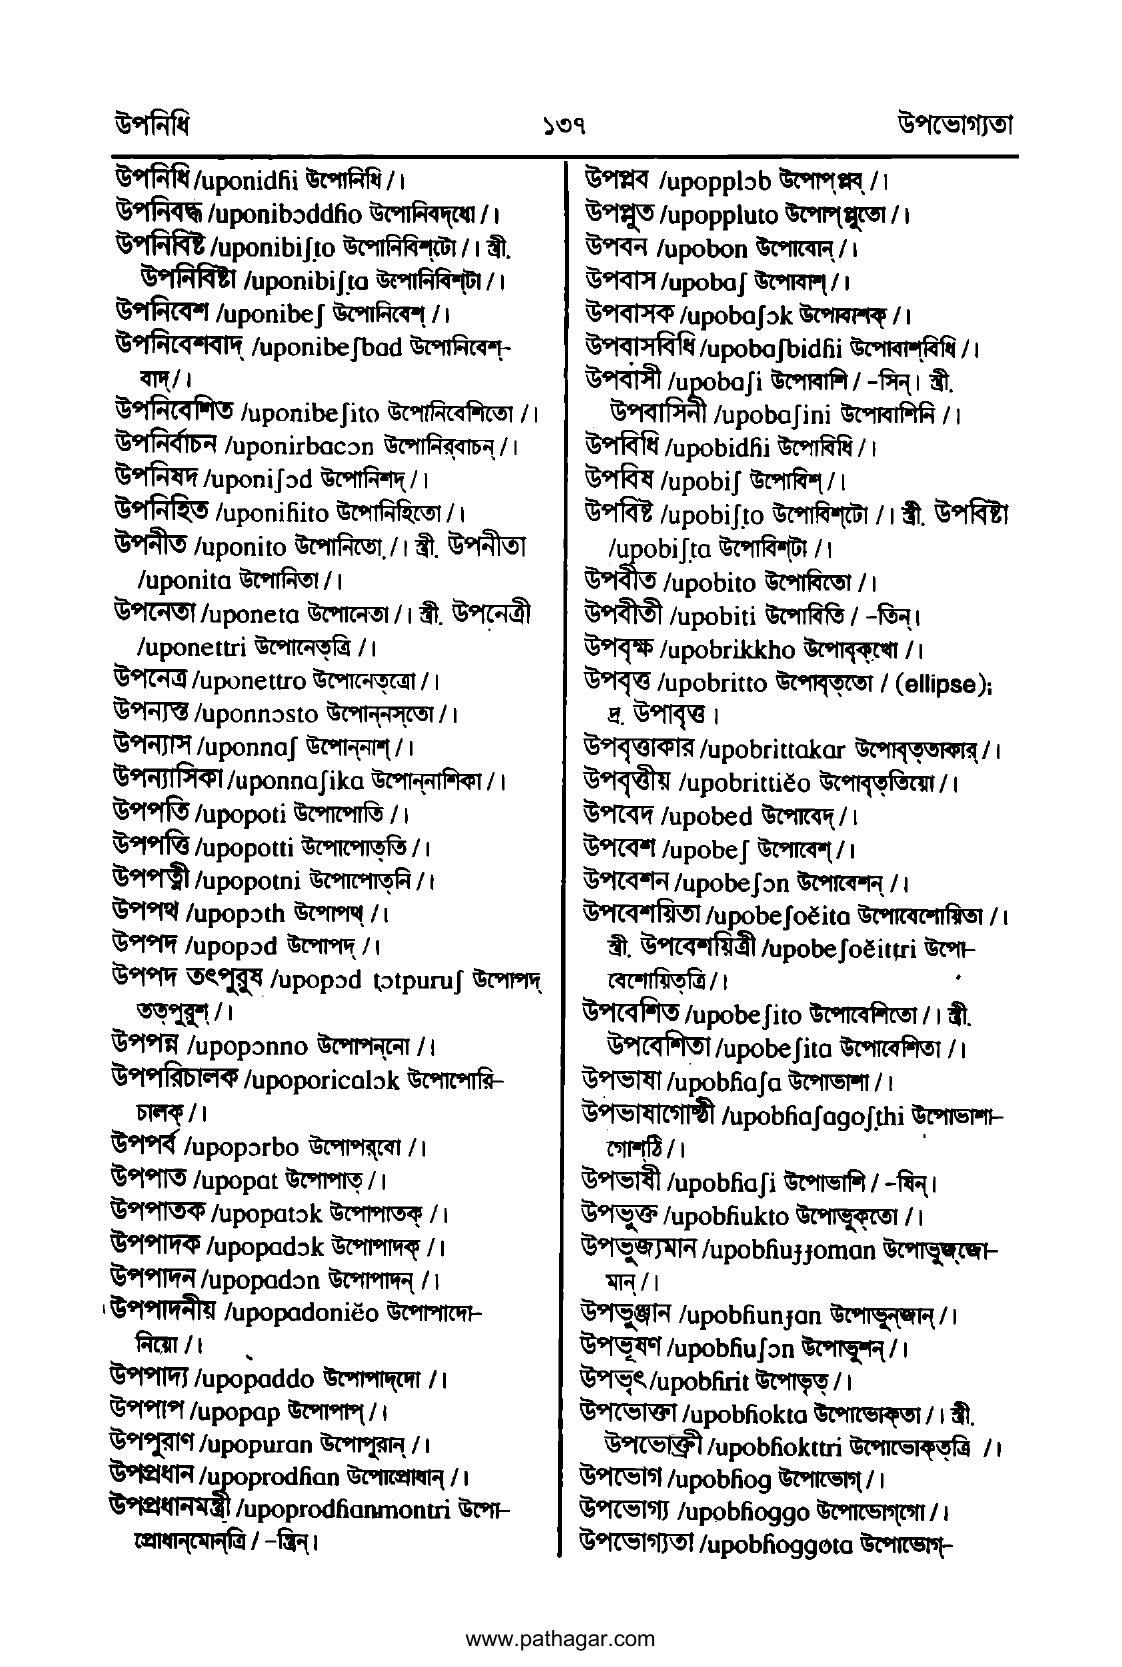 উপনিধি ১৩৭ উপভোগ্যতা
উপনিধি /uponidɦi উপোনিধি / ।
উপনিবদ্ধ /uponibɔddɦo উপোনিবদ্‌ধো / ।
উপনিবিষ্ট /uponibiʃt̩o উপোনিবিশ্‌টো / । স্ত্রী.
উপনিবিষ্টা /uponibiʃt̩a উপোনিবিশ্‌টা / ।
উপনিবেশ /uponibeʃ উপোনিবেশ্ / ।
উপনিবেশবাদ্ /uponibeʃbad উপোনিবেশ্-
বাদ্ / ।
উপনিবেশিত /uponibeʃito উপোনিবেশিতো / ।
উপনির্বাচন /uponirbacɔn উপোনির্‌বাচন্ / ।
উপনিষদ /uponiʃɔd উপোনিশদ্ / ।
উপনিহিত /uponiɦito উপোনিহিতো / ।
উপনীত /uponito উপোনিতো / । স্ত্রী. উপনীতা
/uponita উপোনিতা / ।
উপনেতা /uponeta উপোনেতা / । স্ত্রী. উপনেত্রী
/uponettri উপোনেত্‌ত্রি / ।
উপনেত্র /uponettro উপোনেত্‌ত্রো / ।
উপন্যস্ত /uponnɔsto উপোন্‌নস্‌তো / ।
উপন্যাস /uponnaʃ উপোন্‌নাশ্ / ।
উপন্যাসিকা /uponnaʃika উপোন্‌নাশিকা / ।
উপপতি /upopoti উপোপোতি / ।
উপপত্তি /upopotti উপোপোত্‌তি / ।
উপপত্নী /upopotni উপোপোত্‌নি / ।
উপপথ /upopɔth উপোপথ্ / ।
উপপদ /upopɔd উপোপদ্ / ।
উপপদ তৎপুরুষ /upopɔd tɔtpuruʃ উপোপদ্
তত্‌পুরুশ্ / ।
উপপন্ন /upopɔnno উপোপন্‌নো / ।
উপপরিচালক /upoporicalɔk উপোপোরি-
চালক্ / ।
উপপর্ব /upopɔrbo উপোপর্‌বো / ।
উপপাত /upopat উপোপাত্ / ।
উপপাতক /upopatɔk উপোপাতক্ / ।
উপপাদক /upopadɔk উপোপাদক্ / ।
উপপাদন /upopadɔn উপোপাদন্ / ।
উপপাদনীয় /upopadoniĕo উপোপাদো-
নিয়ো / ।
উপপাদ্য /upopaddo উপোপাদ্‌দো / ।
উপপাপ /upopap উপোপাপ্ / ।
উপপুরাণ /upopuran উপোপুরান্ / ।
উপপ্রধান /upoprodɦan উপোপ্রোধান্ / ।
উপপ্রধানমন্ত্রী /upoprodɦanmontri উপো-
প্রোধান্‌মোন্‌ত্রি / -ন্ত্রিন্।
উপপ্লব /upopplɔb উপোপ্‌প্লব্ / ।
উপপ্লুত /upoppluto উপোপ্‌প্লুতো / ।
উপবন /upobon উপোবোন্ / ।
উপবাস /upobaʃ উপোবাশ্ / ।
উপবাসক /upobaʃɔk উপোবাশক্ / ।
উপবাসবিধি /upobaʃbidɦi উপোবাশ্‌বিধি / ।
উপবাসী /upobaʃi উপোবাশি / -সিন্। স্ত্রী.
উপবাসিনী /upobaʃini উপোবাশিনি / ।
উপবিধি /upobidɦi উপোবিধি / ।
উপবিষ /upobiʃ উপোবিশ্ / ।
উপবিষ্ট /upobiʃt̩o উপোবিশ্‌টো / । স্ত্রী. উপবিষ্টা
/upobiʃt̩a উপোবিশ্‌টা / ।
উপবীত /upobito উপোবিতো / ।
উপবীতী /upobiti উপোবিতি / -তিন্।
উপবৃক্ষ /upobrikkho উপোবৃক্‌খো / ।
উপবৃত্ত /upobritto উপোবৃত্‌তো / (ellipse);
দ্র. উপাবৃত্ত ।
উপবৃত্তাকার /upobrittakar উপোবৃত্‌তাকার্ / ।
উপবৃত্তীয় /upobrittiĕo উপোবৃত্‌তিয়ো / ।
উপবেদ /upobed উপোবেদ্ / ।
উপবেশ /upobeʃ উপোবেশ্ / ।
উপবেশন /upobeʃɔn উপোবেশন্ / ।
উপবেশয়িতা /upobeʃoĕita উপোবেশোয়িতা / ।
স্ত্রী. উপবেশয়িত্রী /upobeʃoĕittri উপো-
বেশোয়িত্‌ত্রি / ।
উপবেশিত /upobeʃito উপোবেশিতো / । স্ত্রী.
উপবেশিতা /upobeʃita উপোবেশিতা / ।
উপভাষা /upobɦaʃa উপোভাশা / ।
উপভাষাগোষ্ঠী /upobɦaʃagoʃt̩hi উপোভাশা-
গোশ্‌ঠি / ।
উপভাষী /upobɦaʃi উপোভাশি / -ষিন্।
উপভুক্ত /upobɦukto উপোভুক্‌তো / ।
উপভুজ্যমান /upobɦuɟɟoman উপোভুজ্‌জো-
মান্ / ।
উপভুঞ্জান /upobɦunɟan উপোভুন্‌জান্ / ।
উপভূষণ /upobɦuʃɔn উপোভুশন্ / ।
উপভৃৎ /upobɦrit উপোভৃত্ / ।
উপভোক্তা /upobɦokta উপোভোক্‌তা / । স্ত্রী.
উপভোক্ত্রী /upobɦokttri উপোভোক্‌ত্‌ত্রি / ।
উপভোগ /upobɦog উপোভোগ্ / ।
উপভোগ্য /upobɦoggo উপোভোগ্‌গো / ।
উপভোগ্যতা /upobɦoggota উপোভোগ্-
www.pathagar.com